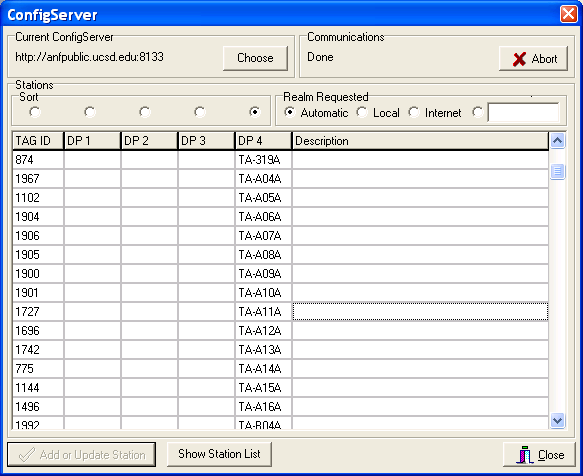 ConfigServer
Current ConfigServer
http://anfpublic.ucsd.edu:8133
Choose
Communications
Done
Abort
Stations
Sort
Realm Requested
Automatic Local Internet
TAG ID DP 1 DP 2 DP 3 DP 4 Description
874 TA-319A
1967 TA-A04A
1102 TA-A05A
1904 TA-A06A
1906 TA-A07A
1905 TA-A08A
1900 TA-A09A
1901 TA-A10A
1727 TA-A11A
1696 TA-A12A
1742 TA-A13A
775 TA-A14A
1144 TA-A15A
1496 TA-A16A
1992 TA-B04A
Add or Update Station
Show Station List
Close